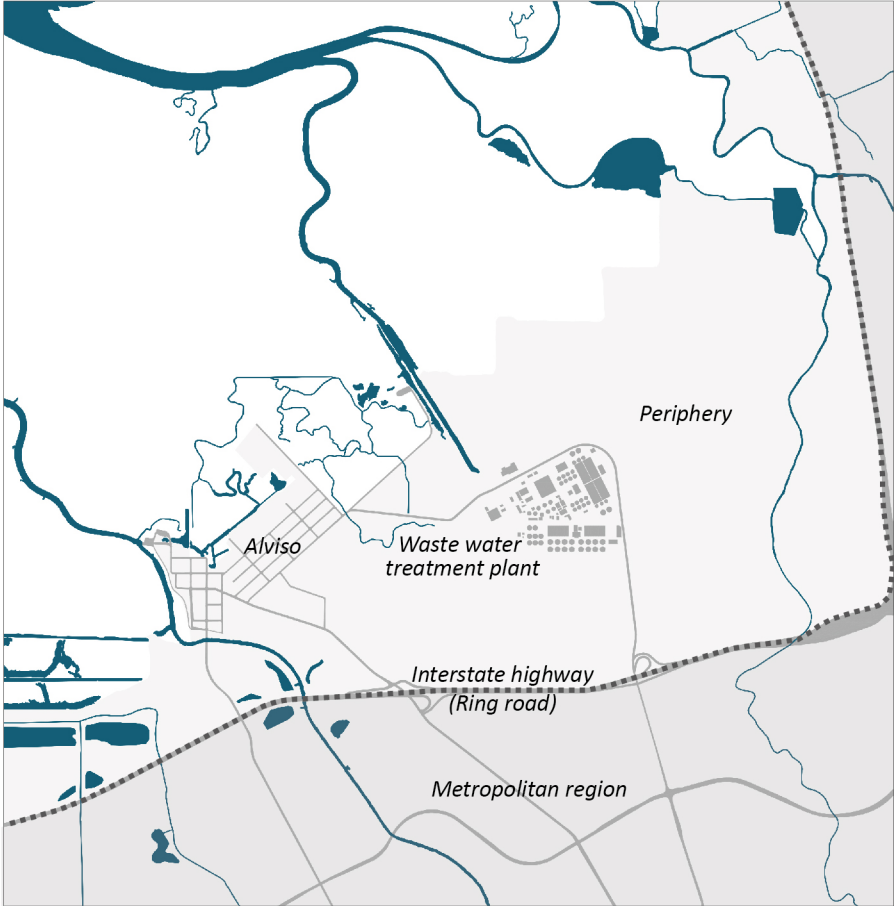 Periphery
Alviso
Waste water
treatment plant
Interstate highway
(Ring road)
Metropolitan region